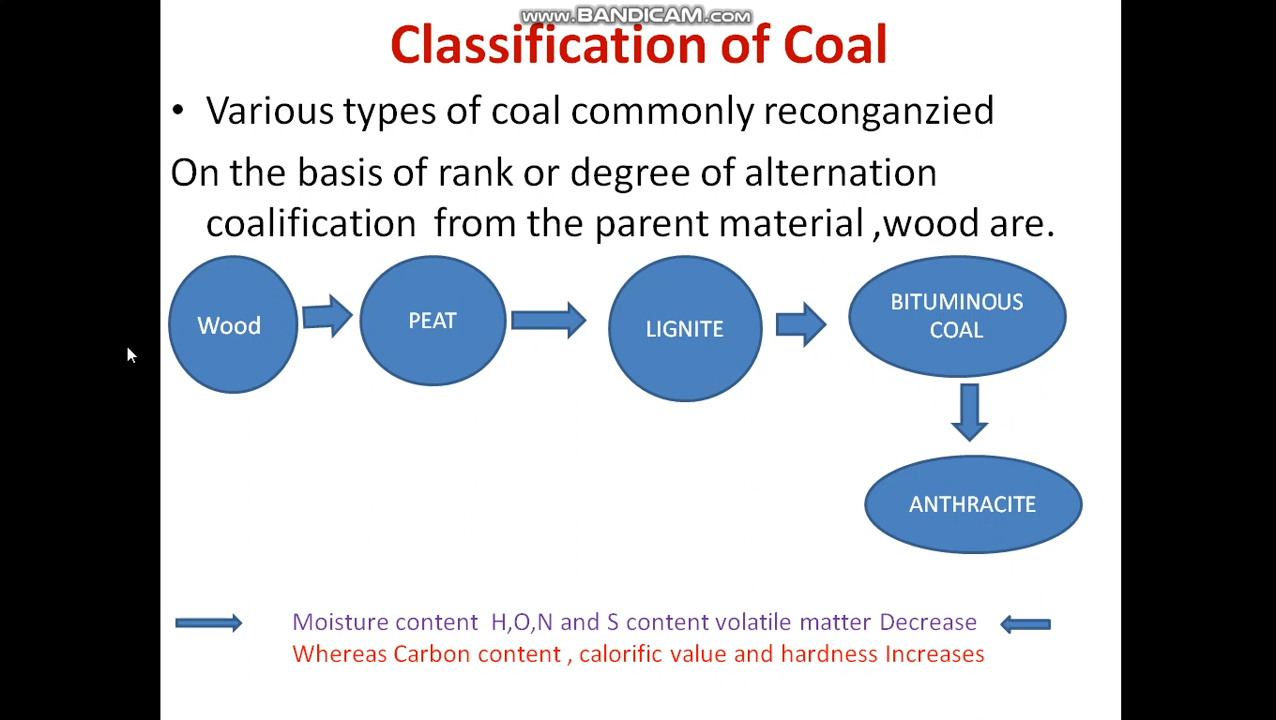 www.BANDICAM.com
Classification of Coal
• Various types of coal commonly reconganzied
On the basis of rank or degree of alternation
coalification from the parent material ,wood are.
Wood
PEAT
LIGNITE
BITUMINOUS
COAL
ANTHRACITE
Moisture content H,O,N and S content volatile matter Decrease
Whereas Carbon content , calorific value and hardness Increases